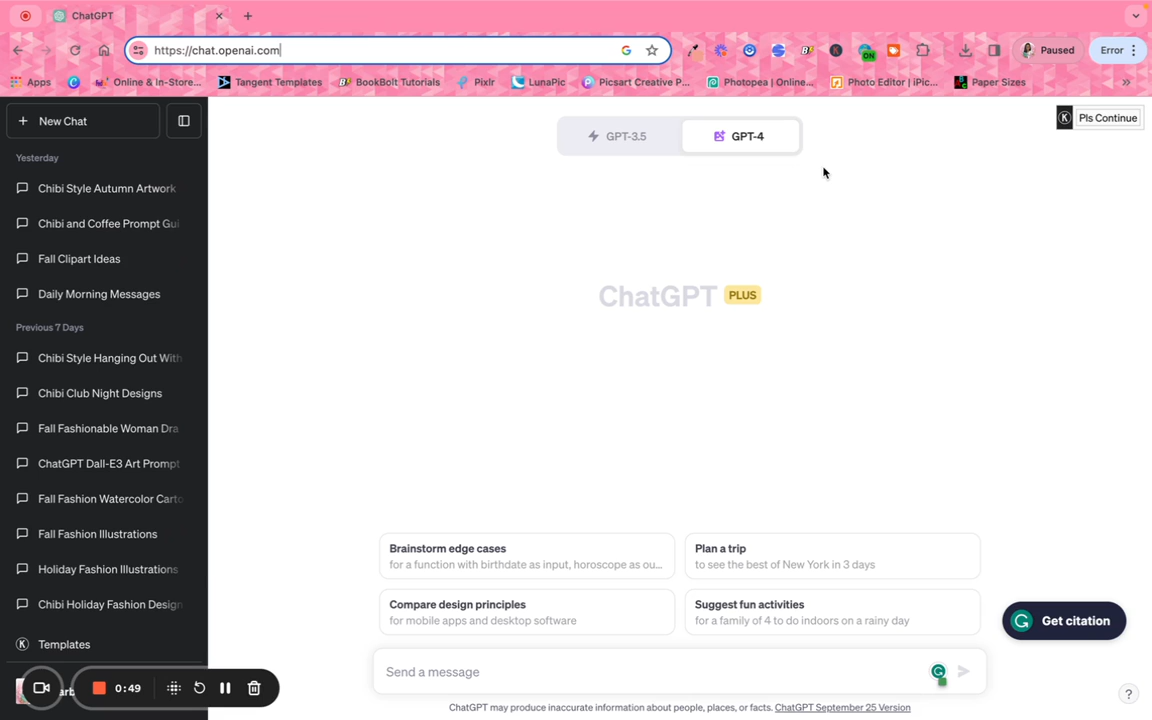 ChatGPT
https://chat.openai.com
Paused
Error
Apps
Online & In-Store...
Tangent Templates
BookBolt Tutorials
Pixlr
LunaPic
Picsart Creative P...
Photopea | Online...
Photo Editor | iPic...
Paper Sizes
New Chat
Yesterday
Chibi Style Autumn Artwork
Chibi and Coffee Prompt Gui
Fall Clipart Ideas
Daily Morning Messages
Previous 7 Days
Chibi Style Hanging Out With
Chibi Club Night Designs
Fall Fashionable Woman Dra
ChatGPT Dall-E3 Art Prompt
Fall Fashion Watercolor Carto
Fall Fashion Illustrations
Holiday Fashion Illustrations
Chibi Holiday Fashion Design
Templates
0:49
GPT-3.5
GPT-4
K Pls Continue
ChatGPT PLUS
Brainstorm edge cases
for a function with birthdate as input, horoscope as ou...
Plan a trip
to see the best of New York in 3 days
Compare design principles
for mobile apps and desktop software
Suggest fun activities
for a family of 4 to do indoors on a rainy day
Get citation
Send a message
ChatGPT may produce inaccurate information about people, places, or facts. ChatGPT September 25 Version
?